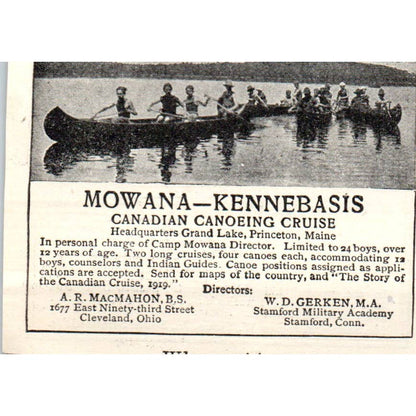 MOWANA—KENNEBASIS
CANADIAN CANOEING CRUISE
Headquarters Grand Lake, Princeton, Maine
In personal charge of Camp Mowana Director. Limited to 24 boys, over
12 years of age. Two long cruises, four canoes each, accommodating 12
boys, counselors and Indian Guides. Canoe positions assigned as appli-
cations are accepted. Send for maps of the country, and "The Story of
the Canadian Cruise, 1919."
Directors:
A. R. MACMAHON, B.S.
1677 East Ninety-third Street
Cleveland, Ohio
W. D. GERKEN, M.A.
Stamford Military Academy
Stamford, Conn.